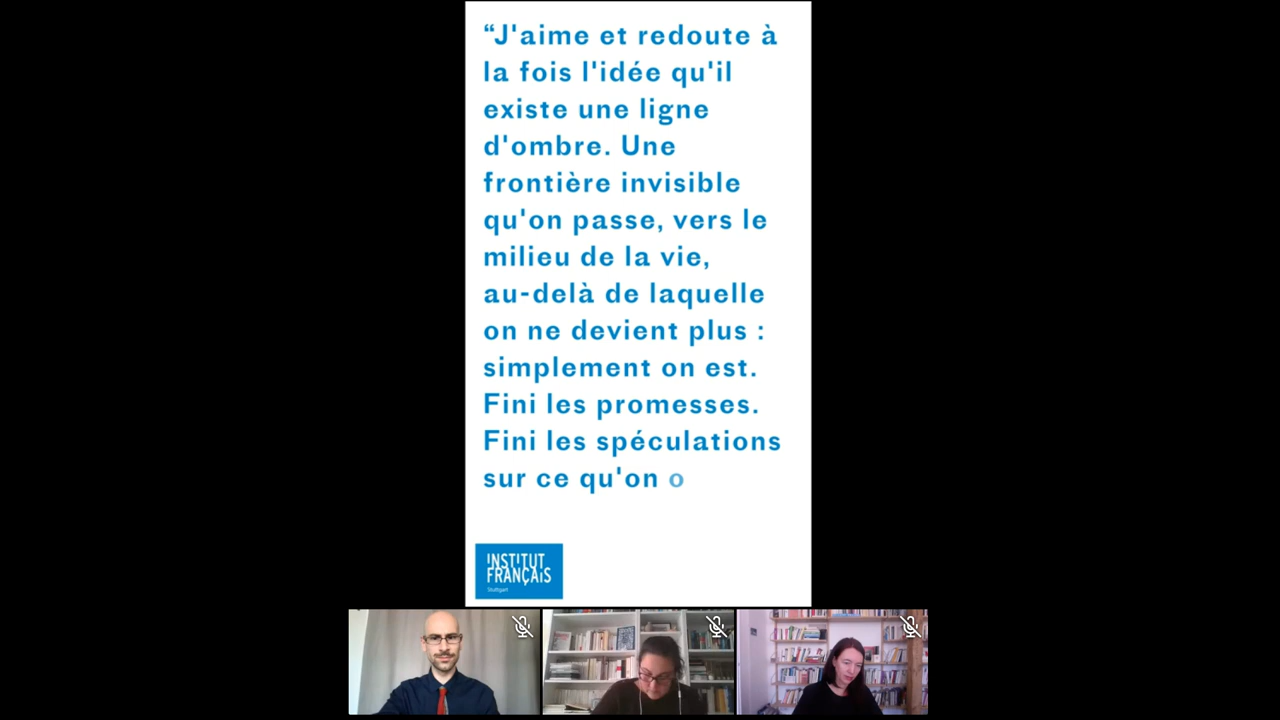 “J'aime et redoute à
la fois l'idée qu'il
existe une ligne
d'ombre. Une
frontière invisible
qu'on passe, vers le
milieu de la vie,
au-delà de laquelle
on ne devient plus :
simplement on est.
Fini les promesses.
Fini les spéculations
sur ce qu'on o
INSTITUT
FRANÇAIS
Stuttgart